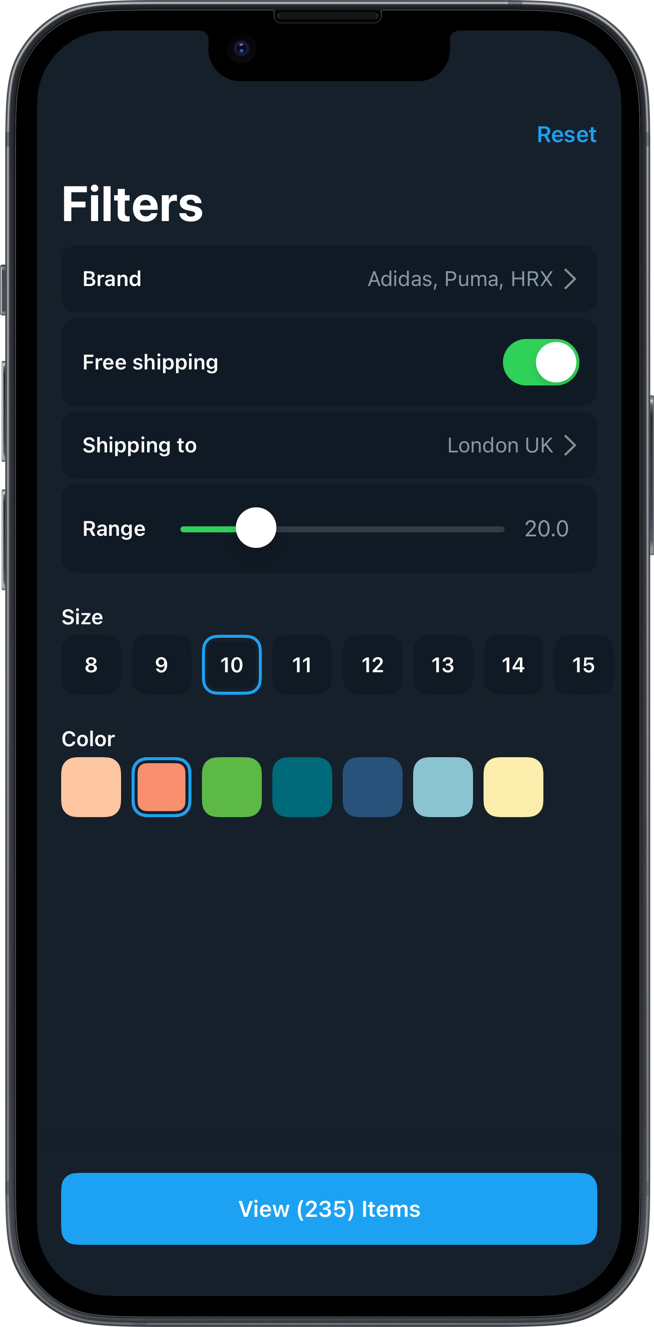 Reset
Filters
Brand Adidas, Puma, HRX
Free shipping
Shipping to London UK
Range 20.0
Size
8 9 10 11 12 13 14 15
Color
View (235) Items